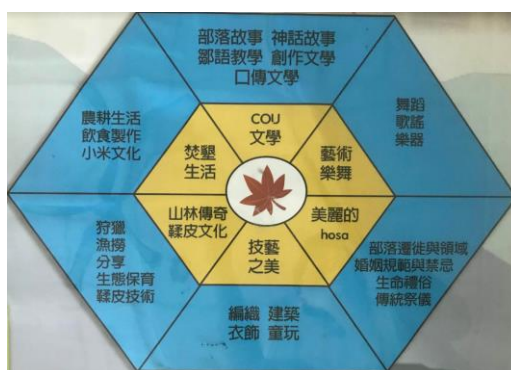 部落故事 神話故事
鄒語教學 創作文學
口傳文學
農耕生活
飲食製作
小米文化
舞蹈
歌謠
樂器
COU
文學
焚墾
生活
藝術
樂舞
山林傳奇
鞣皮文化
美麗的
hosa
技藝
之美
狩獵
漁撈
分享
生態保育
鞣皮技術
部落遷徙與領域
婚姻規範與禁忌
生命禮俗
傳統祭儀
編織 建築
衣飾 童玩